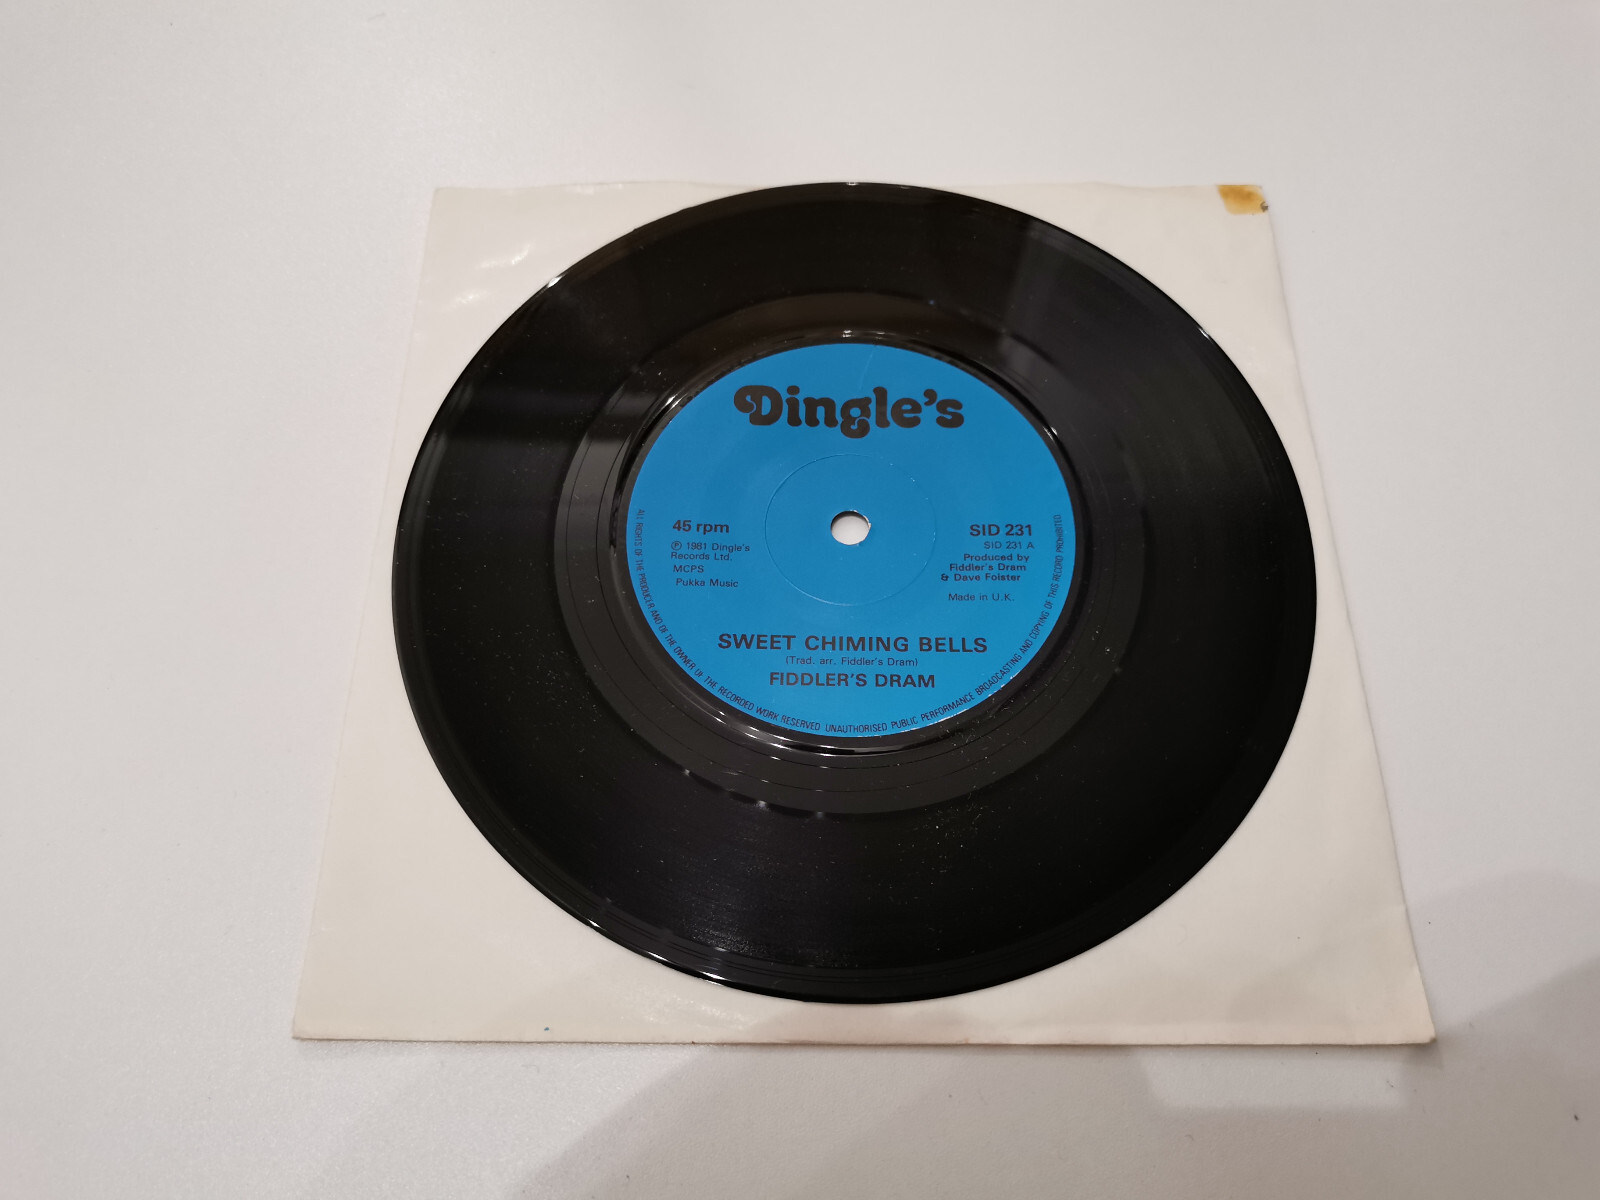 Dingle's
45 rpm
℗ 1981 Dingle's
Records Ltd.
MCPS
Pukka Music
SID 231
SID 231 A
Produced by
Fiddler's Dram
& Dave Foister
Made in U.K.
SWEET CHIMING BELLS
(Trad. arr. Fiddler's Dram)
FIDDLER'S DRAM
ALL RIGHTS OF THE PRODUCER AND OF THE OWNER OF THE RECORDED WORK RESERVED UNAUTHORISED PUBLIC PERFORMANCE BROADCASTING AND COPYING OF THIS RECORD PROHIBITED